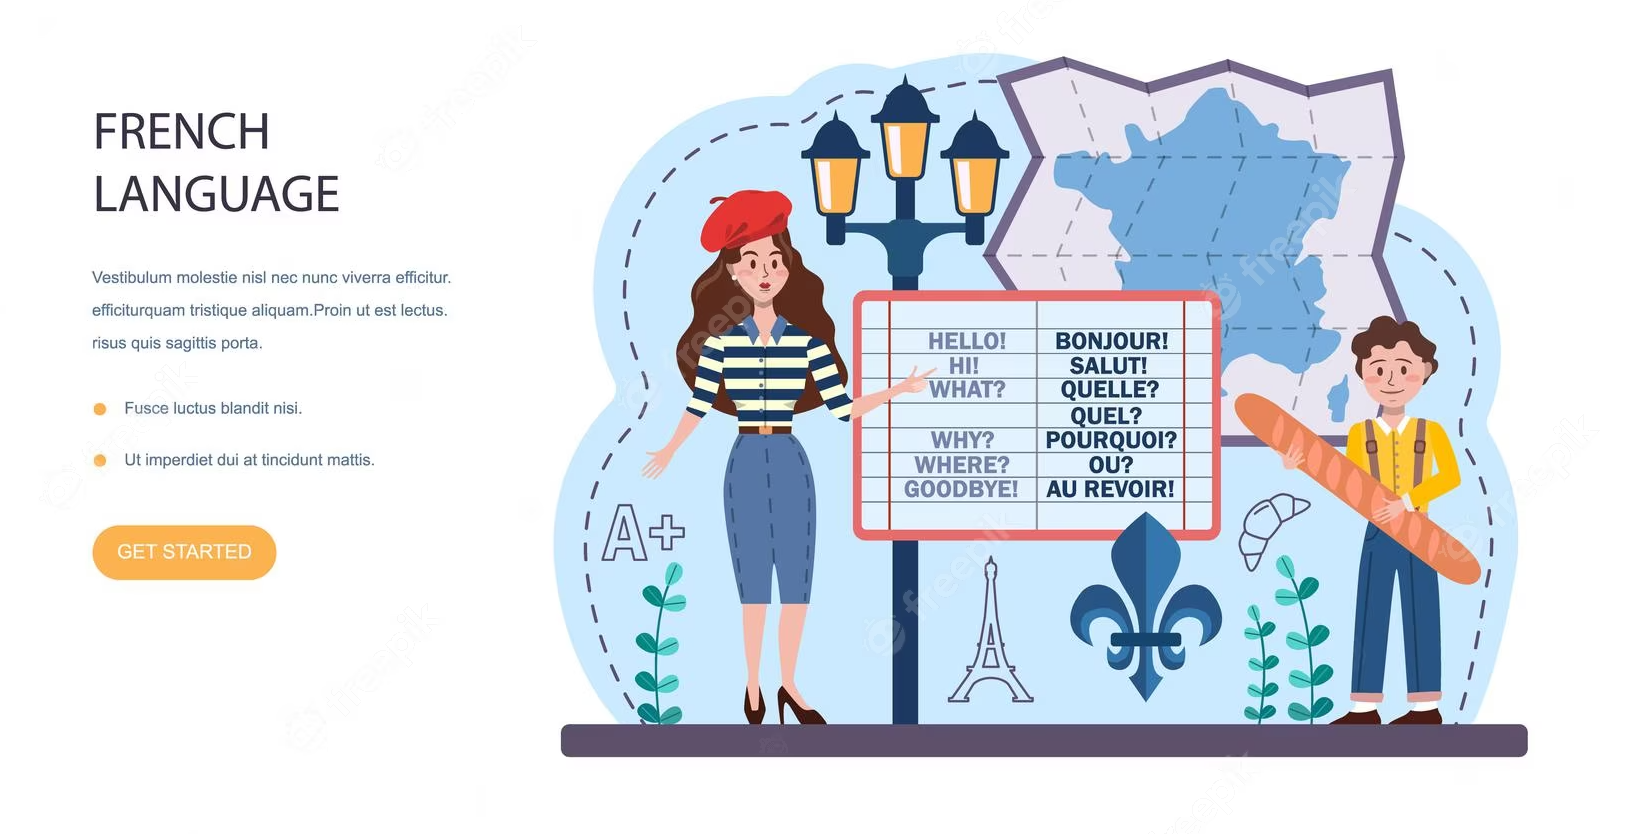 FRENCH
LANGUAGE
Vestibulum molestie nisl nec nunc viverra efficitur.
efficiturquam tristique aliquam.Proin ut est lectus.
risus quis sagittis porta.
Fusce luctus blandit nisi.
Ut imperdiet dui at tincidunt mattis.
GET STARTED
HELLO! BONJOUR!
HI! SALUT!
WHAT? QUELLE?
QUEL?
WHY? POURQUOI?
WHERE? OU?
GOODBYE! AU REVOIR!
A+
freepik